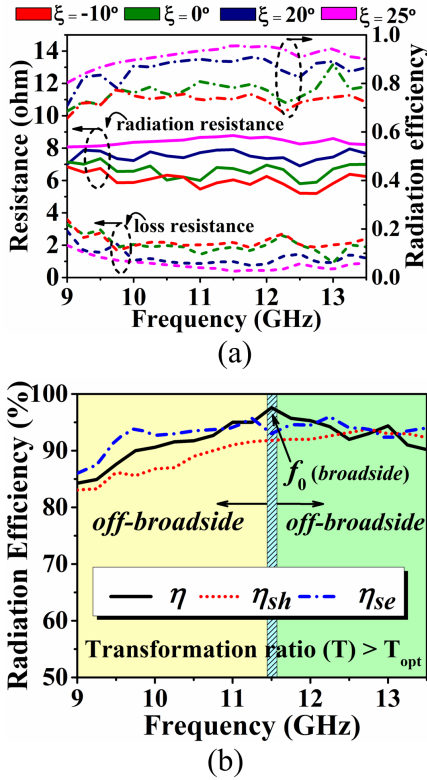 ξ = -10° ξ = 0° ξ = 20° ξ = 25°
(a)
14
12
10
8
6
4
2
0
Resistance (ohm)
1.0
0.8
0.6
0.4
0.2
0.0
Radiation efficiency
radiation resistance
loss resistance
9 10 11 12 13
Frequency (GHz)
(a)
100
90
80
70
60
50
Radiation Efficiency (%)
f0 (broadside)
off-broadside off-broadside
η ηsh ηse
Transformation ratio (T) > Topt
9 10 11 12 13
Frequency (GHz)
(b)